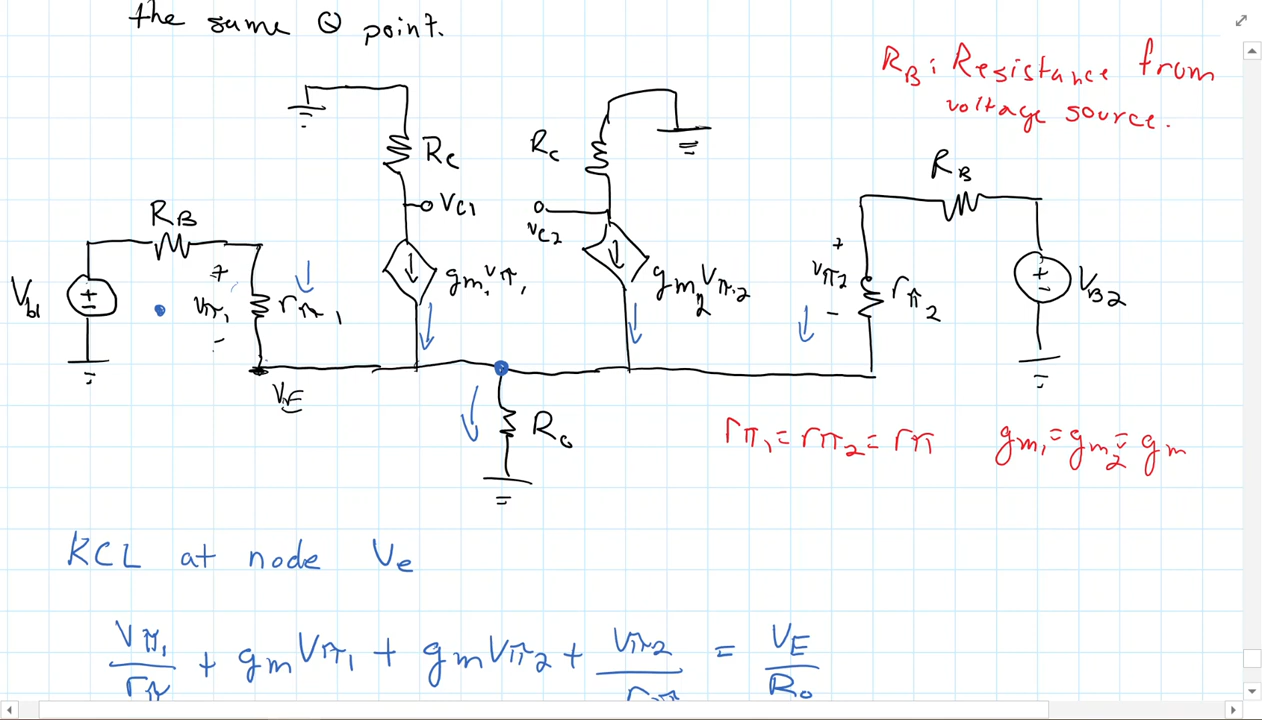 the same Q point.
RB: Resistance from
voltage source.
RC
RC
RB
RB
VC1
vC2
Vb1
+
vπ1
-
rπ1
gm1vπ1
gm2Vπ2
+
vπ2
-
rπ2
+
-
VB2
VE
Ro
rπ1 = rπ2 = rπ gm1 = gm2 = gm
KCL at node Ve
Vπ1/rπ + gmVπ1 + gmVπ2 + Vπ2/rπ = VE/Ro